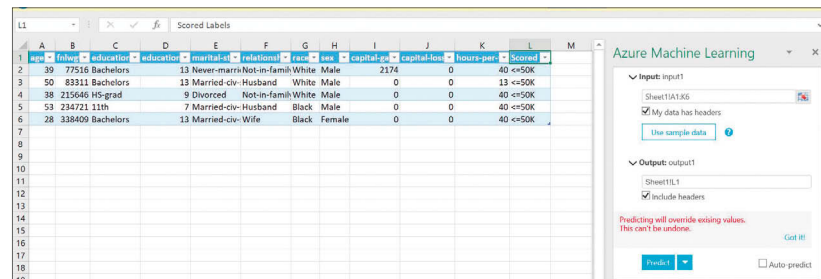 L1 fx Scored Labels
A B C D E F G H I J K L M
1 age fnlwg education education marital-st relationsh race sex capital-ga capital-loss hours-per- Scored
2 39 77516 Bachelors 13 Never-marri Not-in-famil White Male 2174 0 40 <=50K
3 50 83311 Bachelors 13 Married-civ- Husband White Male 0 0 13 <=50K
4 38 215646 HS-grad 9 Divorced Not-in-famil White Male 0 0 40 <=50K
5 53 234721 11th 7 Married-civ- Husband Black Male 0 0 40 <=50K
6 28 338409 Bachelors 13 Married-civ- Wife Black Female 0 0 40 <=50K
7
8
9
10
11
12
13
14
15
16
17
18
Azure Machine Learning
Input: input1
Sheet1!A1:K6
My data has headers
Use sample data ?
Output: output1
Sheet1!L1
Include headers
Predicting will override exising values.
This can't be undone.
Got it!
Predict
Auto-predict